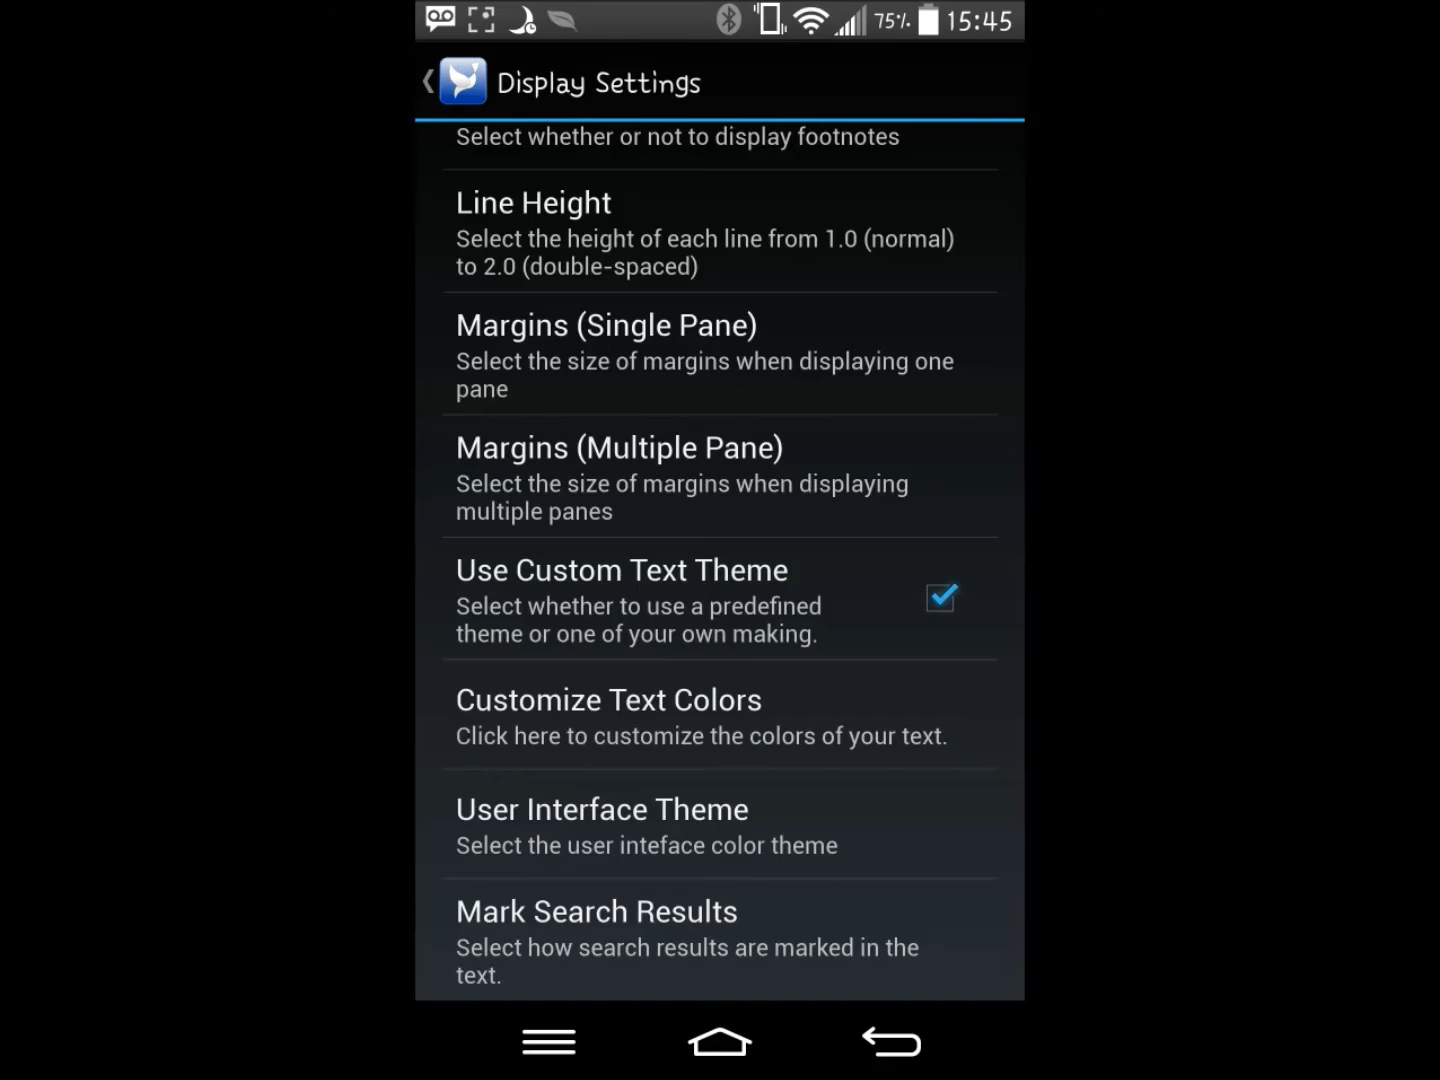 75% 15:45
Display Settings
Select whether or not to display footnotes
Line Height
Select the height of each line from 1.0 (normal)
to 2.0 (double-spaced)
Margins (Single Pane)
Select the size of margins when displaying one
pane
Margins (Multiple Pane)
Select the size of margins when displaying
multiple panes
Use Custom Text Theme
Select whether to use a predefined
theme or one of your own making.
Customize Text Colors
Click here to customize the colors of your text.
User Interface Theme
Select the user inteface color theme
Mark Search Results
Select how search results are marked in the
text.